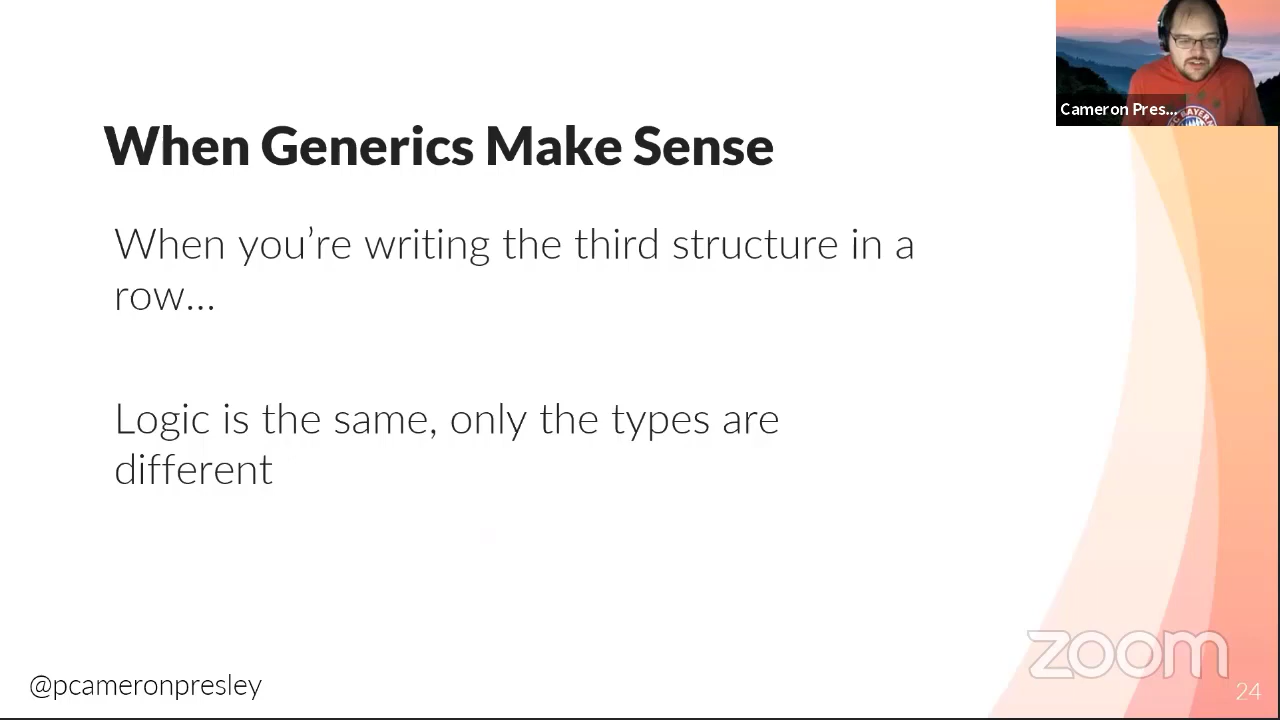 Cameron Pres...
When Generics Make Sense
When you’re writing the third structure in a
row...
Logic is the same, only the types are
different
BAYERN
zoom
@pcameronpresley
24